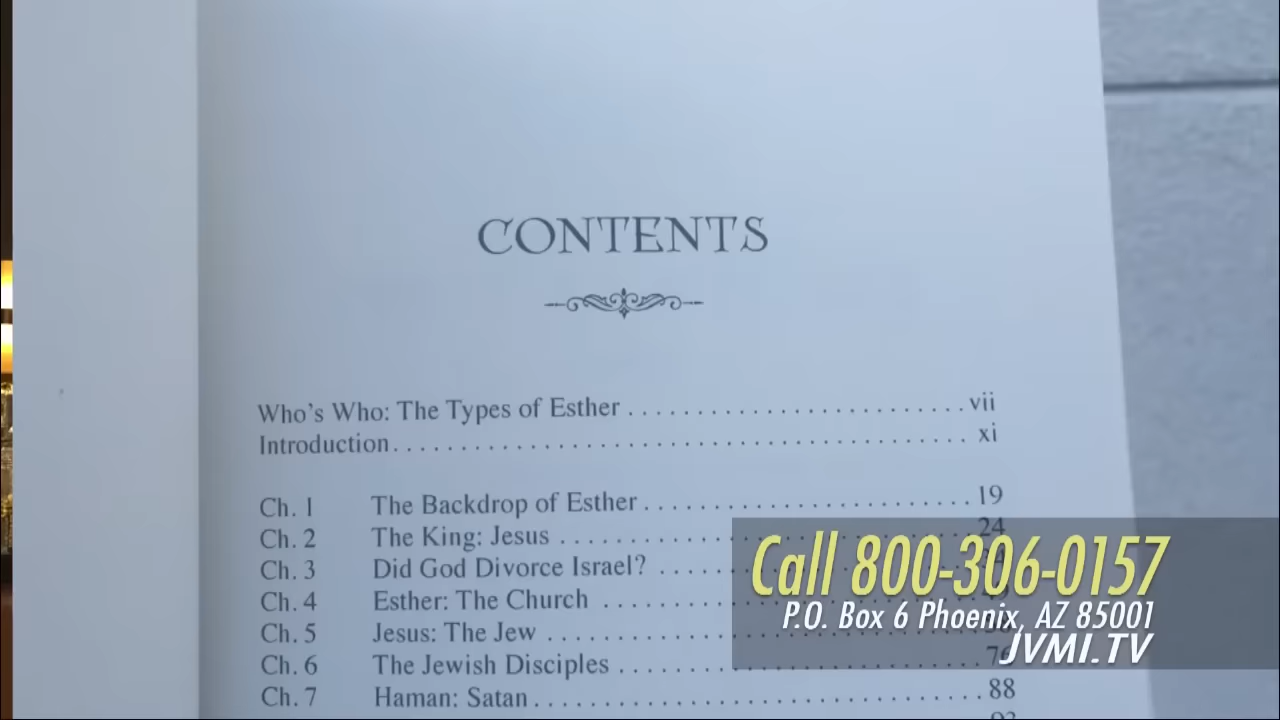 CONTENTS
Who's Who: The Types of Esther . . . . . . . . . . . . . . . . . . . . . . . . vii
Introduction . . . . . . . . . . . . . . . . . . . . . . . . . . . . . . . . . . . . . . . . . . xi
Ch. 1 The Backdrop of Esther . . . . . . . . . . . . . . . . . . . . . . . . 19
Ch. 2 The King: Jesus . . . . . . . . . . . . . . . . . . . . . . . . . . . . . . 24
Ch. 3 Did God Divorce Israel? . . . .
Ch. 4 Esther: The Church . . . . . . . .
Ch. 5 Jesus: The Jew . . . . . . . . . . . .
Ch. 6 The Jewish Disciples . . . . . . . . . . . . . . . . . . . . . . . . . . 76
Ch. 7 Haman: Satan . . . . . . . . . . . . . . . . . . . . . . . . . . . . . . . . 88
Call 800-306-0157
P.O. Box 6 Phoenix, AZ 85001
JVMI.TV